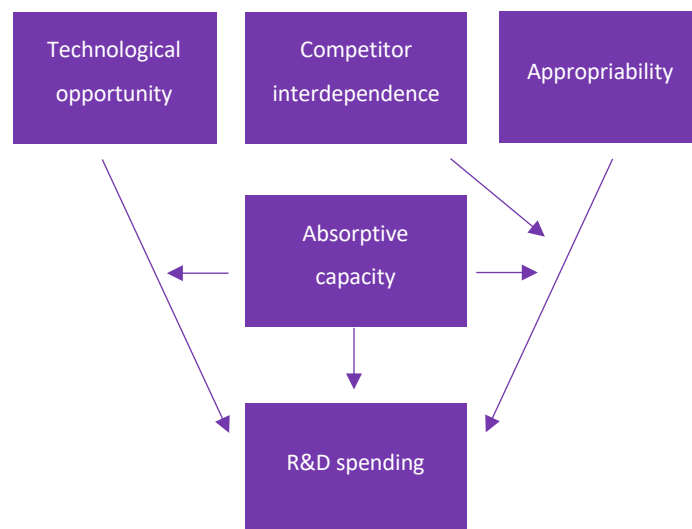 Technological
opportunity
Competitor
interdependence
Appropriability
Absorptive
capacity
R&D spending